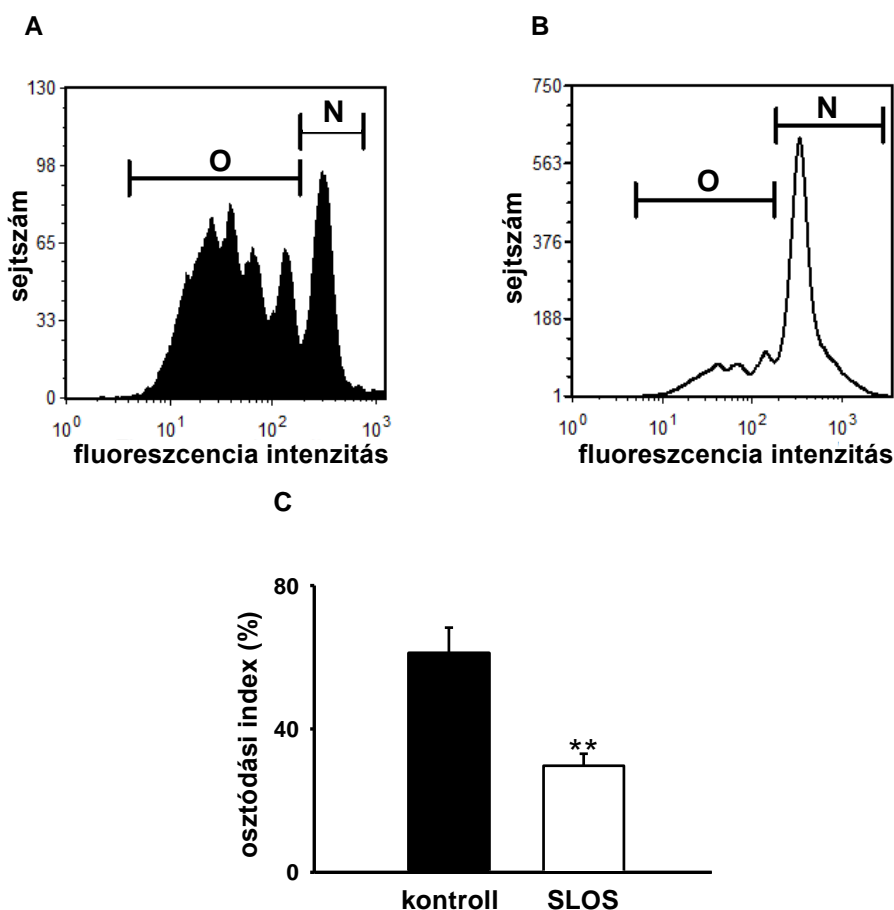 A
B
130
98
65
33
0
sejtszám
O
N
10^0
10^1
10^2
10^3
fluoreszcencia intenzitás
750
563
376
188
1
sejtszám
O
N
10^0
10^1
10^2
10^3
fluoreszcencia intenzitás
C
80
40
0
osztódási index (%)
**
kontroll
SLOS